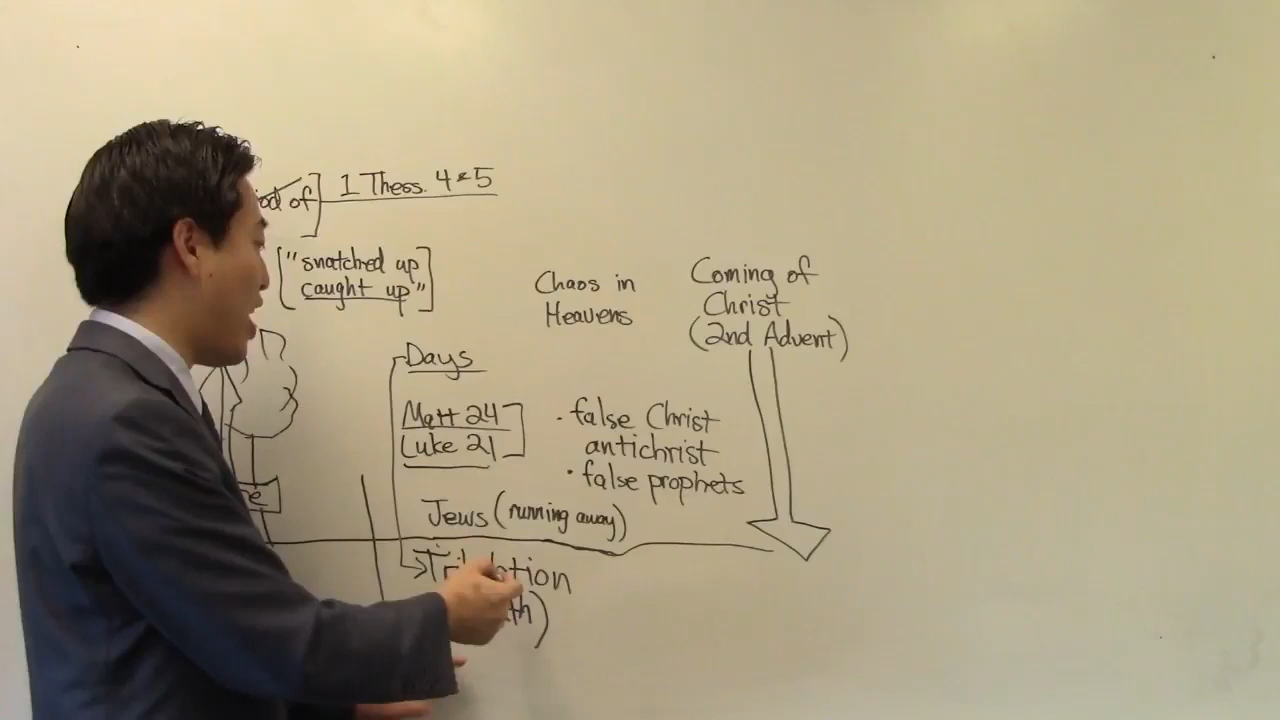 of] 1 Thess. 4 & 5
["snatched up
caught up"]
Chaos in
Heavens
Coming of
Christ
(2nd Advent)
Days
Matt 24
Luke 21
• false Christ
antichrist
• false prophets
Jews (running away)